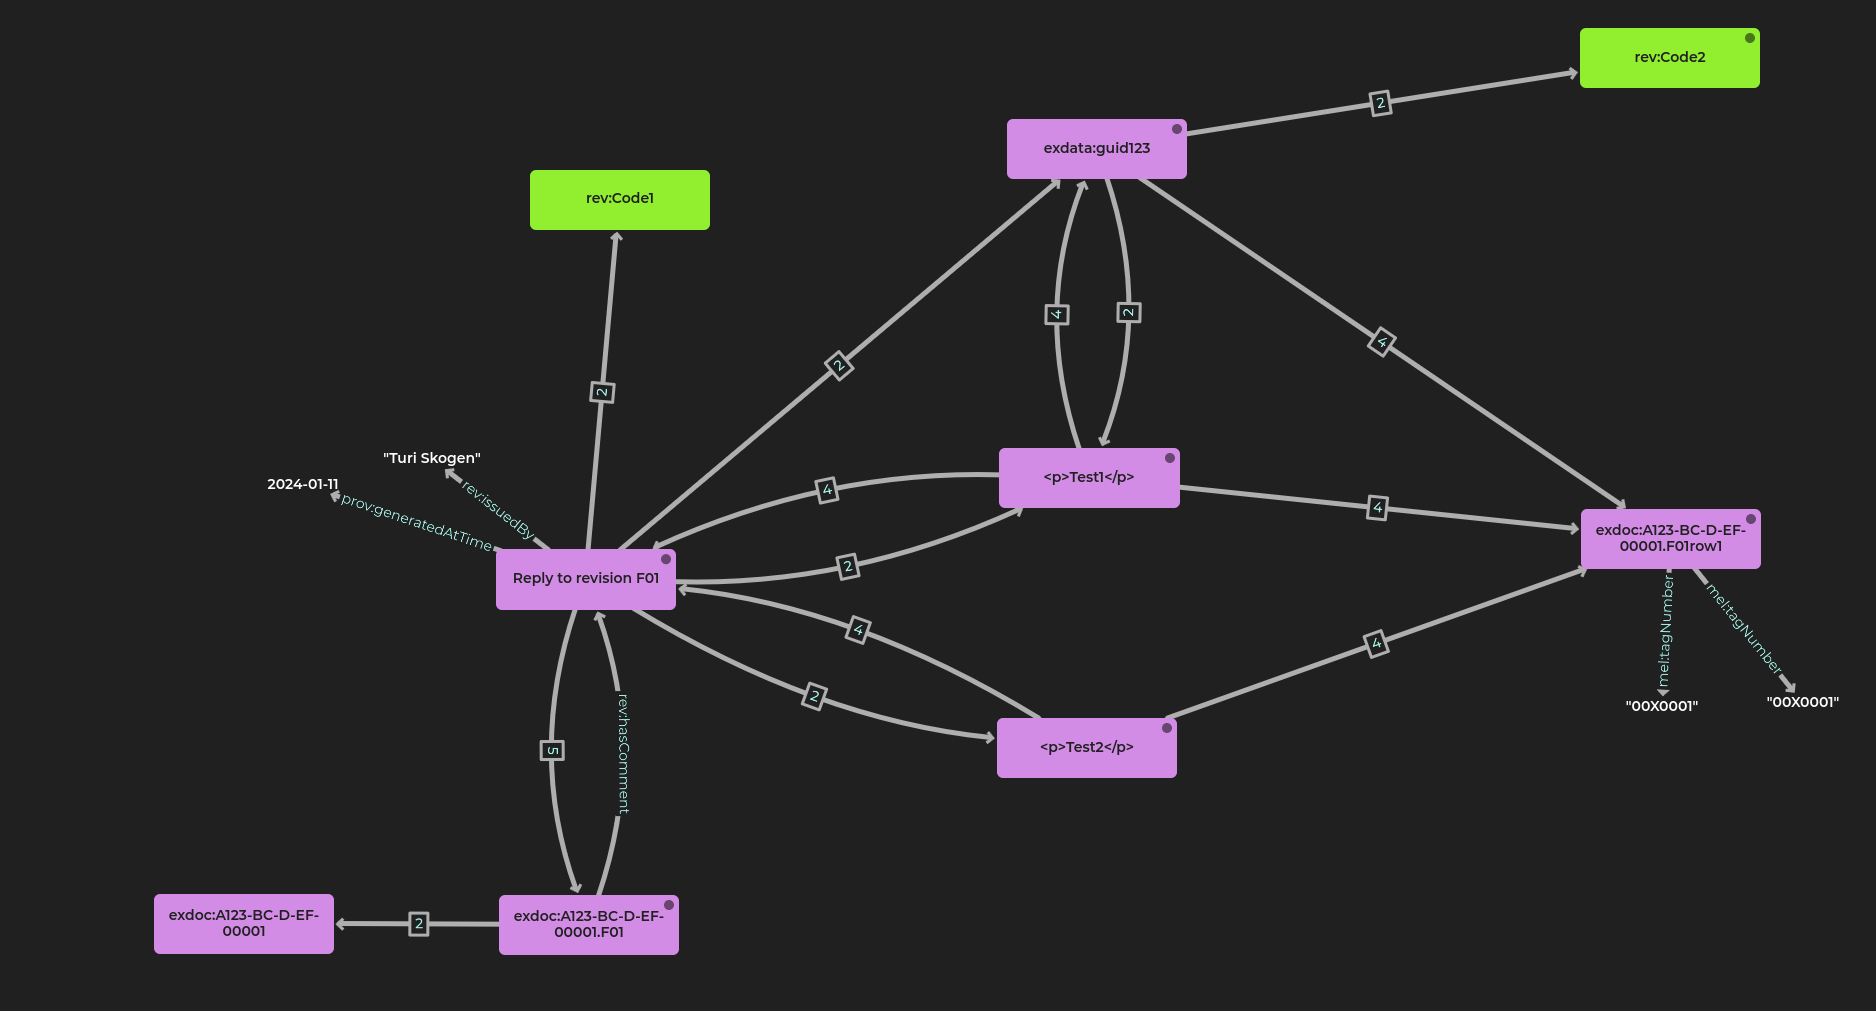 rev:Code2
2
exdata:guid123
rev:Code1
2
4
2
4
2
"Turi Skogen"
2024-01-11
rev:issuedBy
prov:generatedAtTime
4
<p>Test1</p>
4
2
exdoc:A123-BC-D-EF-
00001.F01row1
Reply to revision F01
4
2
4
mel:tagNumber
mel:tagNumber
"00X0001"
"00X0001"
<p>Test2</p>
5
rev:hasComment
exdoc:A123-BC-D-EF-
00001
2
exdoc:A123-BC-D-EF-
00001.F01